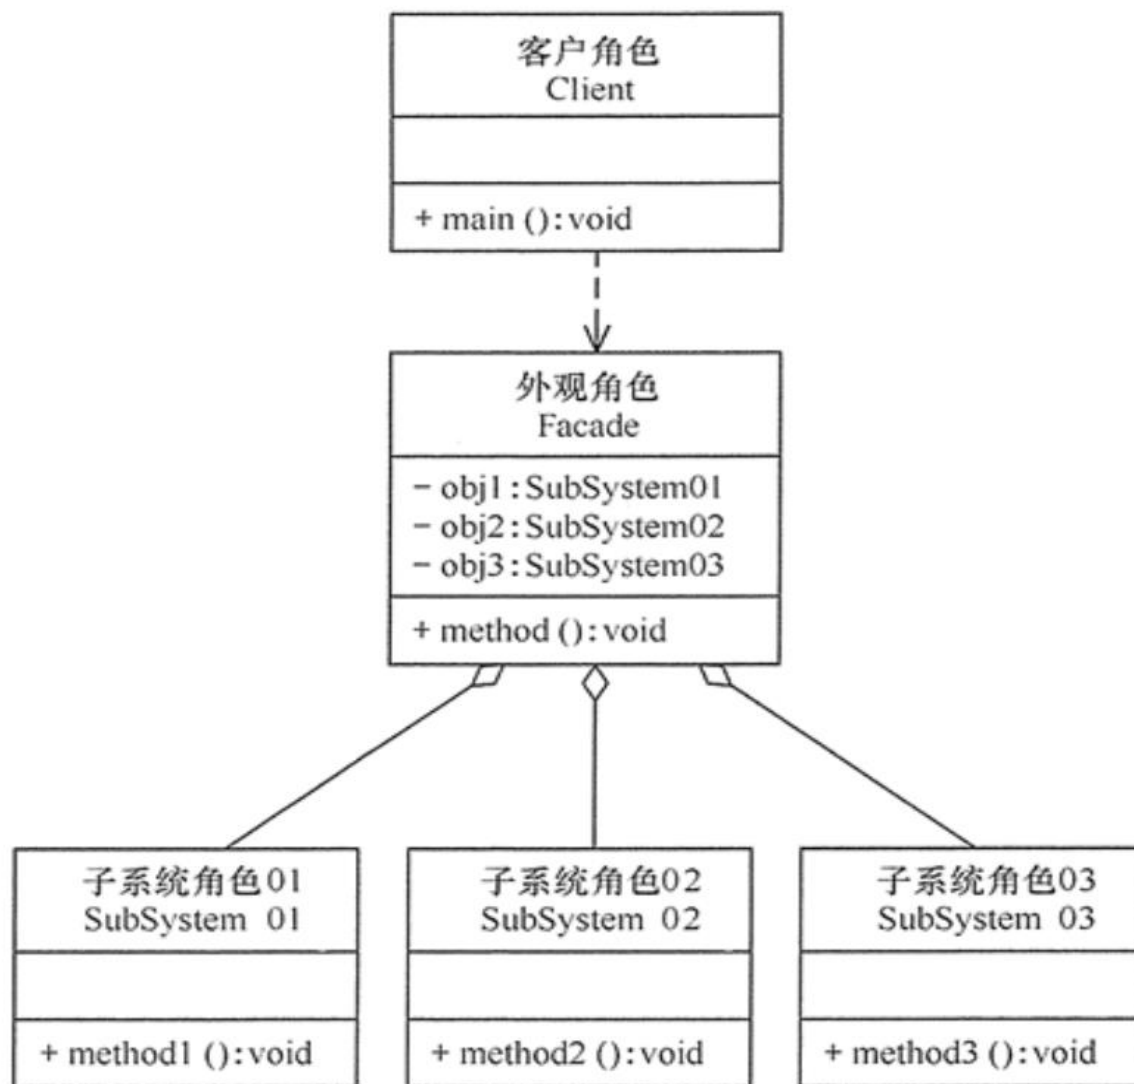 客户角色
Client
+ main ():void
外观角色
Facade
- obj1:SubSystem01
- obj2:SubSystem02
- obj3:SubSystem03
+ method ():void
子系统角色01
SubSystem 01
+ method1 ():void
子系统角色02
SubSystem 02
+ method2 ():void
子系统角色03
SubSystem 03
+ method3 ():void